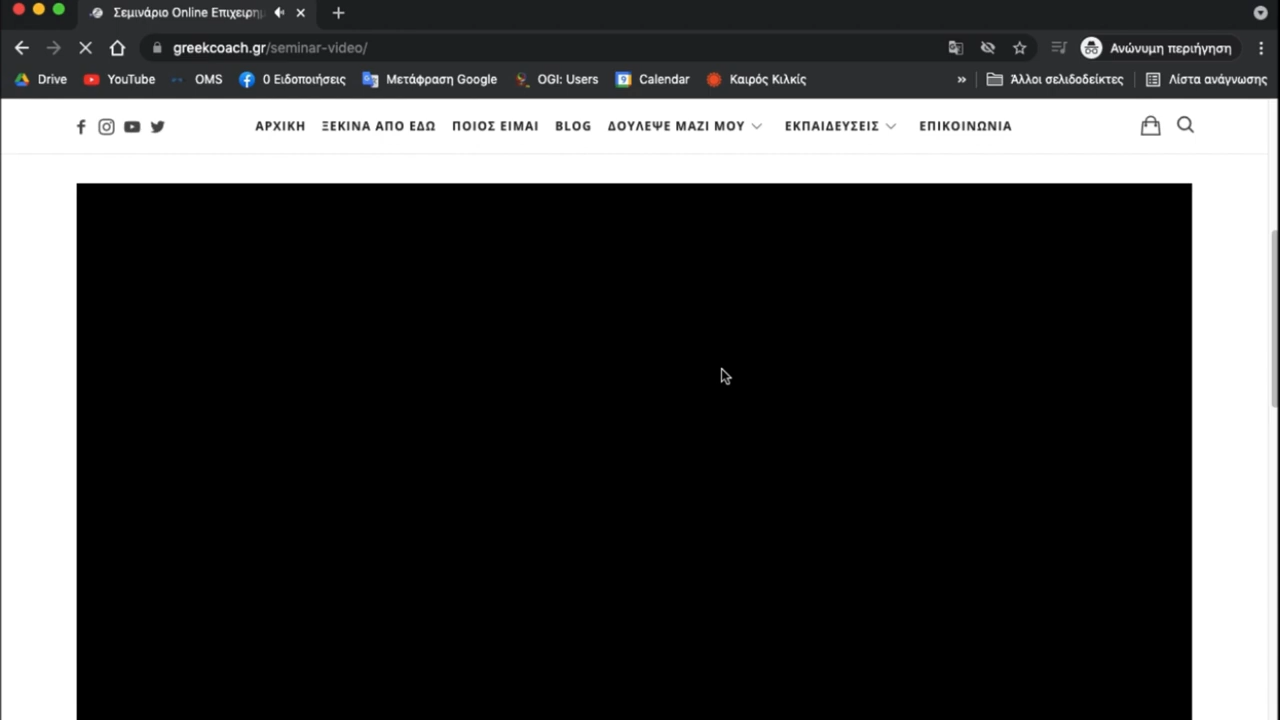 Σεμινάριο Online Επιχειρημ
greekcoach.gr/seminar-video/
Ανώνυμη περιήγηση
Drive YouTube OMS 0 Ειδοποιήσεις Μετάφραση Google OGI: Users Calendar Καιρός Κιλκίς » Άλλοι σελιδοδείκτες Λίστα ανάγνωσης
ΑΡΧΙΚΗ ΞΕΚΙΝΑ ΑΠΟ ΕΔΩ ΠΟΙΟΣ ΕΙΜΑΙ BLOG ΔΟΥΛΕΨΕ ΜΑΖΙ ΜΟΥ ΕΚΠΑΙΔΕΥΣΕΙΣ ΕΠΙΚΟΙΝΩΝΙΑ